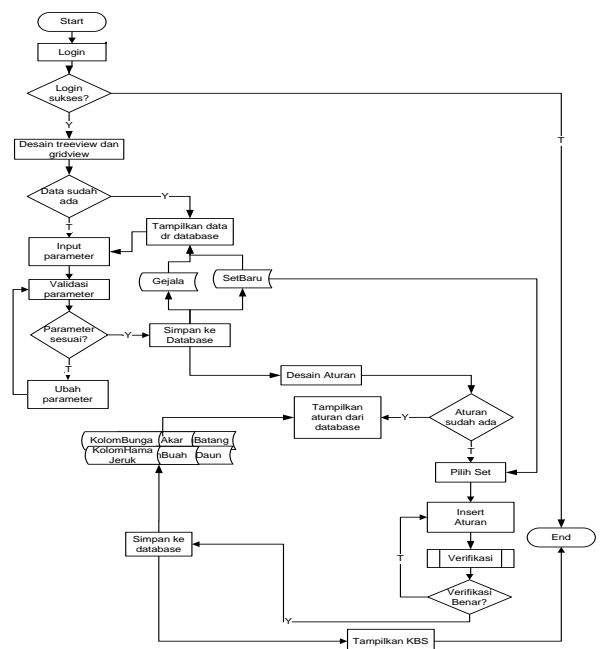 Start
Login
Login
sukses?
T
Y
Desain treeview dan
gridview
Data sudah
ada
Y
T
Tampilkan data
dr database
Input
parameter
Gejala
SetBaru
Validasi
parameter
Parameter
sesuai?
Y
Simpan ke
Database
T
Ubah
parameter
Desain Aturan
Tampilkan
aturan dari
database
Y
Aturan
sudah ada
T
KolomBunga
Akar
Batang
KolomHama
Jeruk
Buah
Daun
Pilih Set
Insert
Aturan
Simpan ke
database
End
T
Verifikasi
Verifikasi
Benar?
Y
Tampilkan KBS